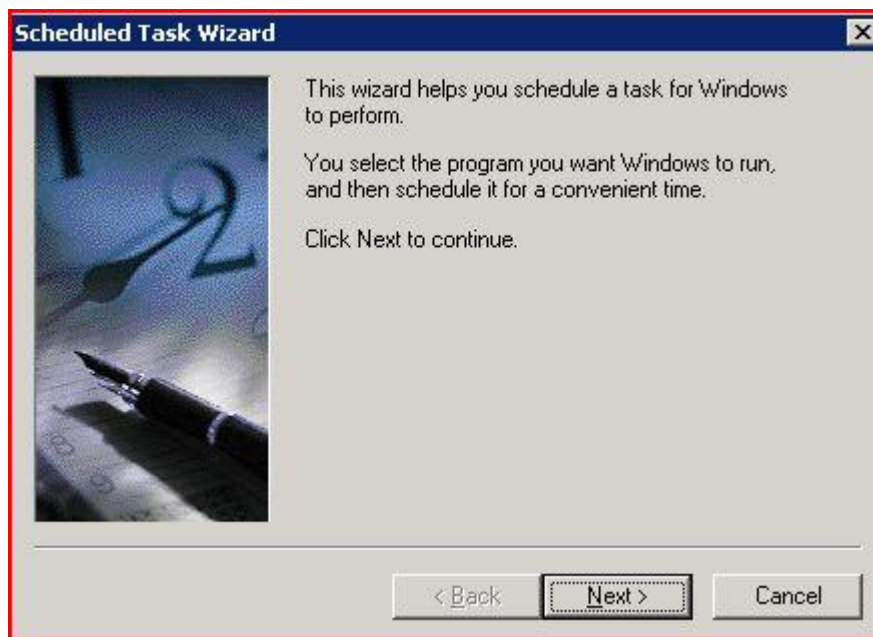 Scheduled Task Wizard
This wizard helps you schedule a task for Windows
to perform.
You select the program you want Windows to run,
and then schedule it for a convenient time.
Click Next to continue.
2
< Back
Next >
Cancel